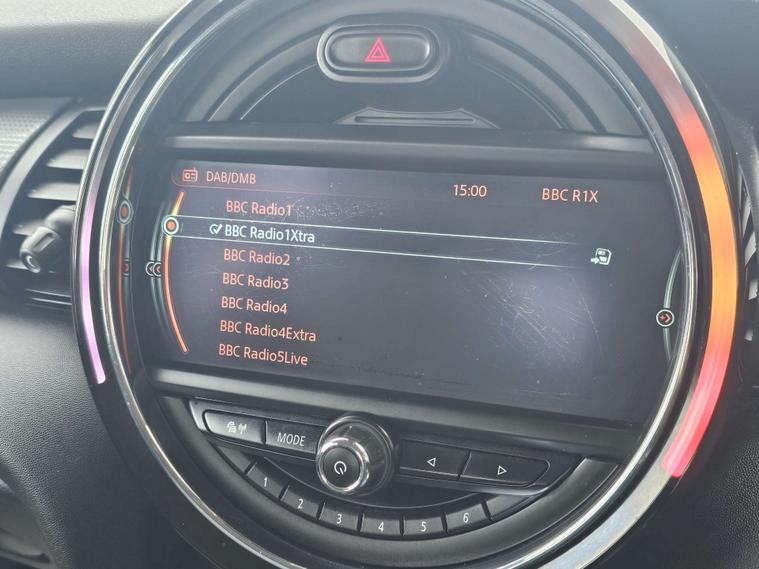 DAB/DMB 15:00 BBC R1X
BBC Radio1
BBC Radio1Xtra
BBC Radio2
BBC Radio3
BBC Radio4
BBC Radio4Extra
BBC Radio5Live
MODE
1 2 3 4 5 6